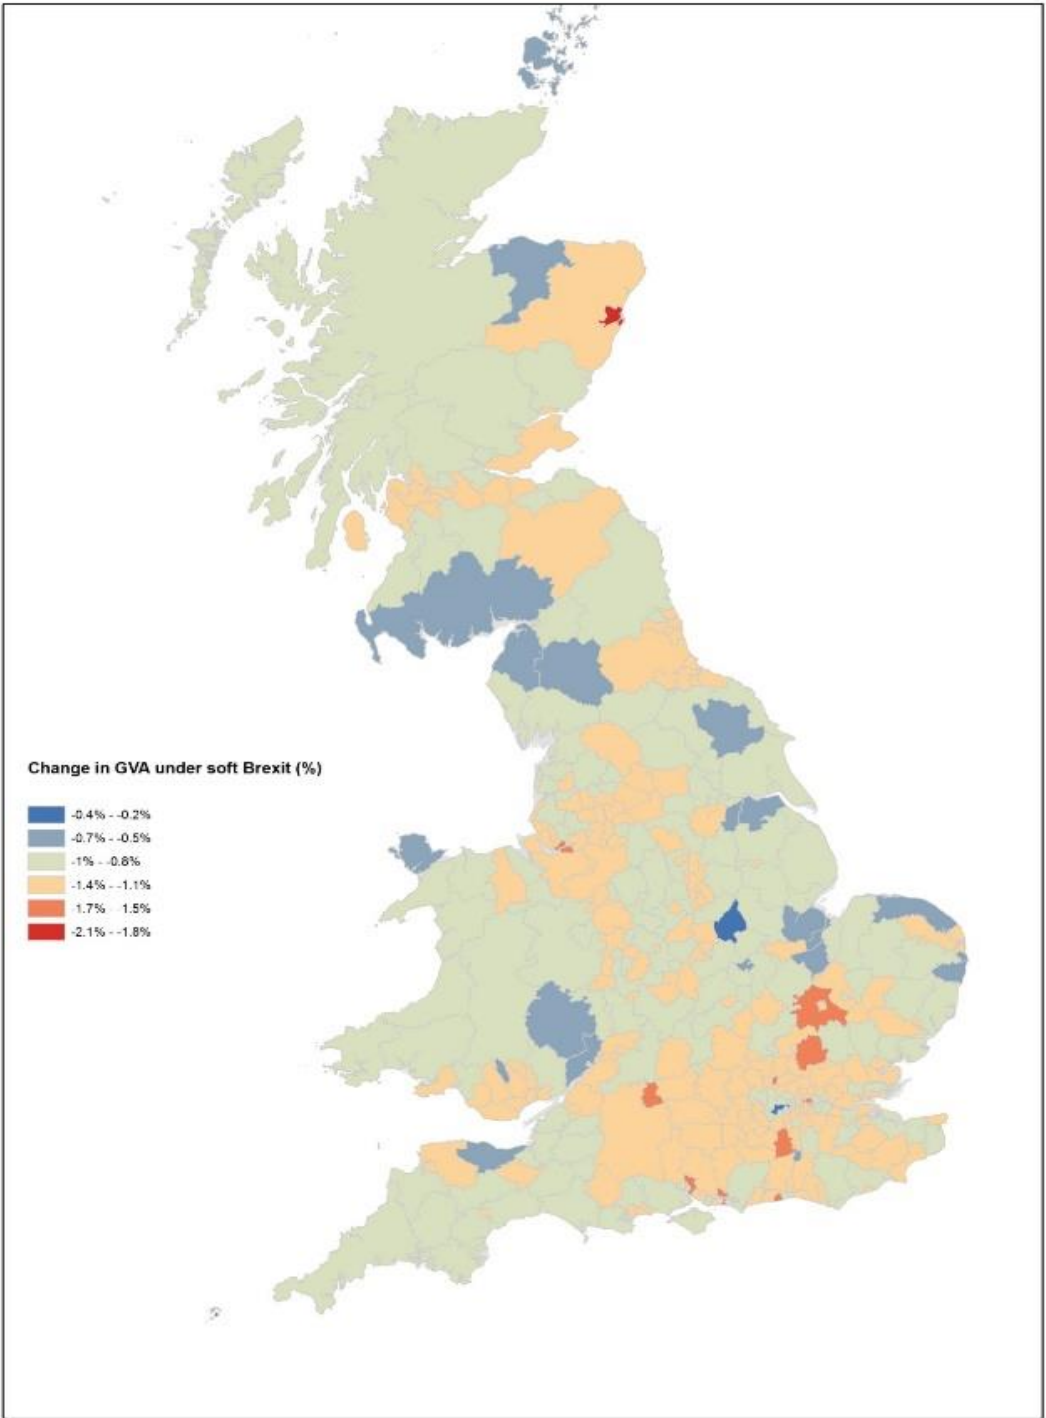 Change in GVA under soft Brexit (%)
-0.4% - -0.2%
-0.7% - -0.5%
-1% - -0.8%
-1.4% - -1.1%
-1.7% - -1.5%
-2.1% - -1.8%